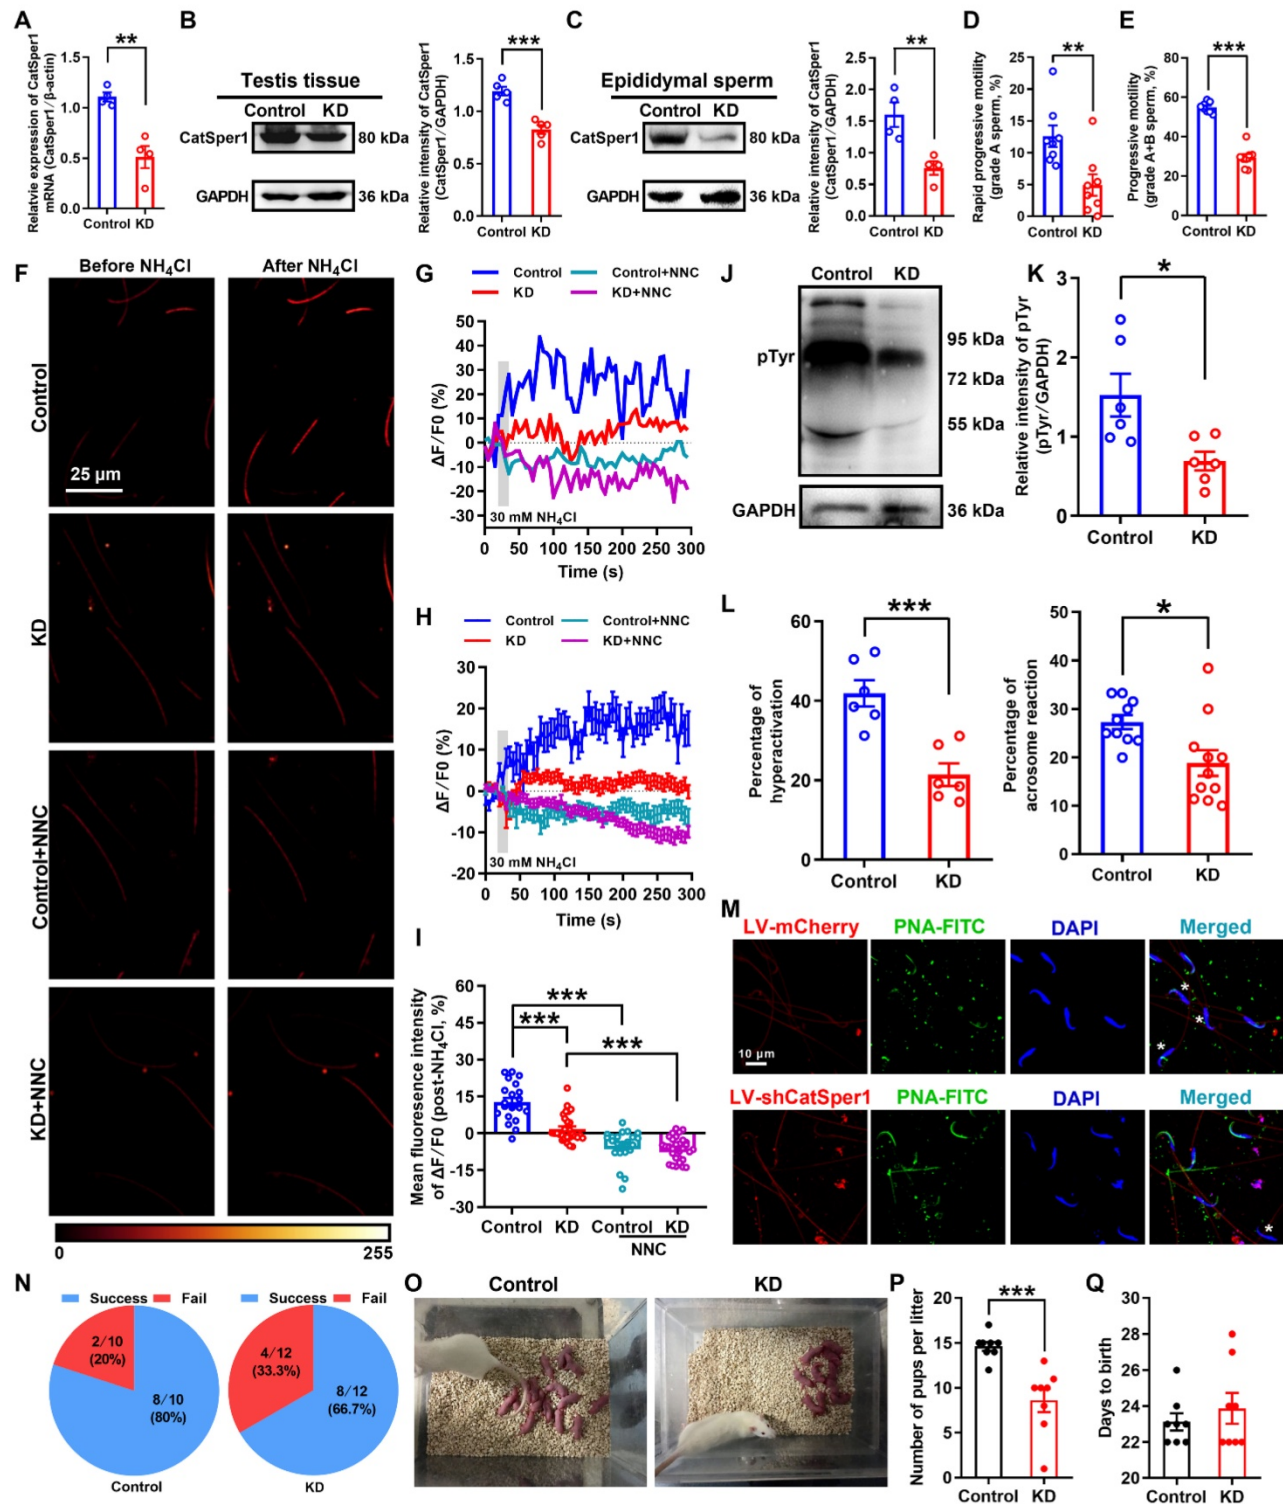 A
**
Relatvie expression of CatSper1
mRNA (CatSper1/β-actin)
1.5
1.0
0.5
0.0
Control KD
B
Testis tissue
Control KD
CatSper1
80 kDa
GAPDH
36 kDa
***
Relative intensity of CatSper1
(CatSper1/GAPDH)
1.5
1.0
0.5
0.0
Control KD
C
Epididymal sperm
Control KD
CatSper1
80 kDa
GAPDH
36 kDa
**
Relative intensity of CatSper1
(CatSper1/GAPDH)
2.5
2.0
1.5
1.0
0.5
0.0
Control KD
D
**
Rapid progressive motility
(grade A sperm, %)
25
20
15
10
5
0
Control KD
E
***
Progressive motility
(grade A+B sperm, %)
80
60
40
20
0
Control KD
F
Before NH4Cl
After NH4Cl
Control
25 μm
KD
Control+NNC
KD+NNC
0
255
G
Control
Control+NNC
KD
KD+NNC
ΔF/F0 (%)
50
40
30
20
10
0
-10
-20
-30
30 mM NH4Cl
0 50 100 150 200 250 300
Time (s)
H
Control
Control+NNC
KD
KD+NNC
ΔF/F0 (%)
30
20
10
0
-10
-20
30 mM NH4Cl
0 50 100 150 200 250 300
Time (s)
I
***
***
***
Mean fluoresence intensity
of ΔF/F0 (post-NH4Cl, %)
60
45
30
15
0
-15
-30
Control KD Control KD
NNC
J
Control KD
pTyr
95 kDa
72 kDa
55 kDa
GAPDH
36 kDa
K
*
Relative intensity of pTyr
(pTyr/GAPDH)
3
2
1
0
Control KD
L
***
Percentage of
hyperactivation
60
40
20
0
Control KD
*
Percentage of
acrosome reaction
50
40
30
20
10
0
Control KD
M
LV-mCherry
PNA-FITC
DAPI
Merged
10 μm
*
*
*
LV-shCatSper1
PNA-FITC
DAPI
Merged
*
N
Success Fail
2/10
(20%)
8/10
(80%)
Control
Success Fail
4/12
(33.3%)
8/12
(66.7%)
KD
O
Control
KD
P
***
Number of pups per litter
20
15
10
5
0
Control KD
Q
Days to birth
30
28
26
24
22
20
Control KD